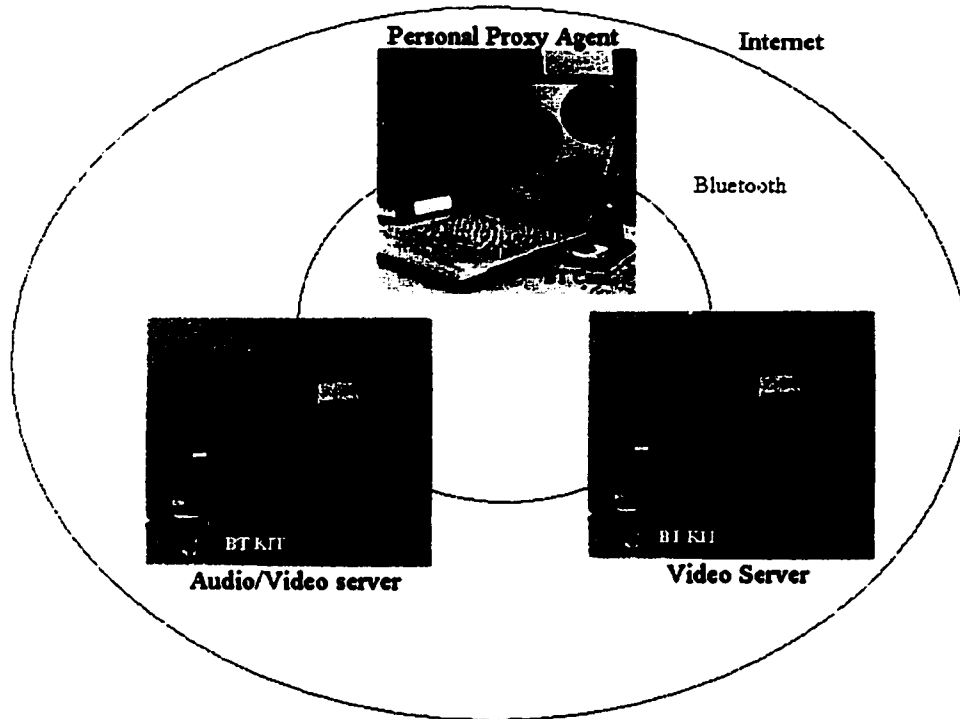 Personal Proxy Agent
Internet
Bluetooth
BT KIT
BT KIT
Audio/Video server
Video Server